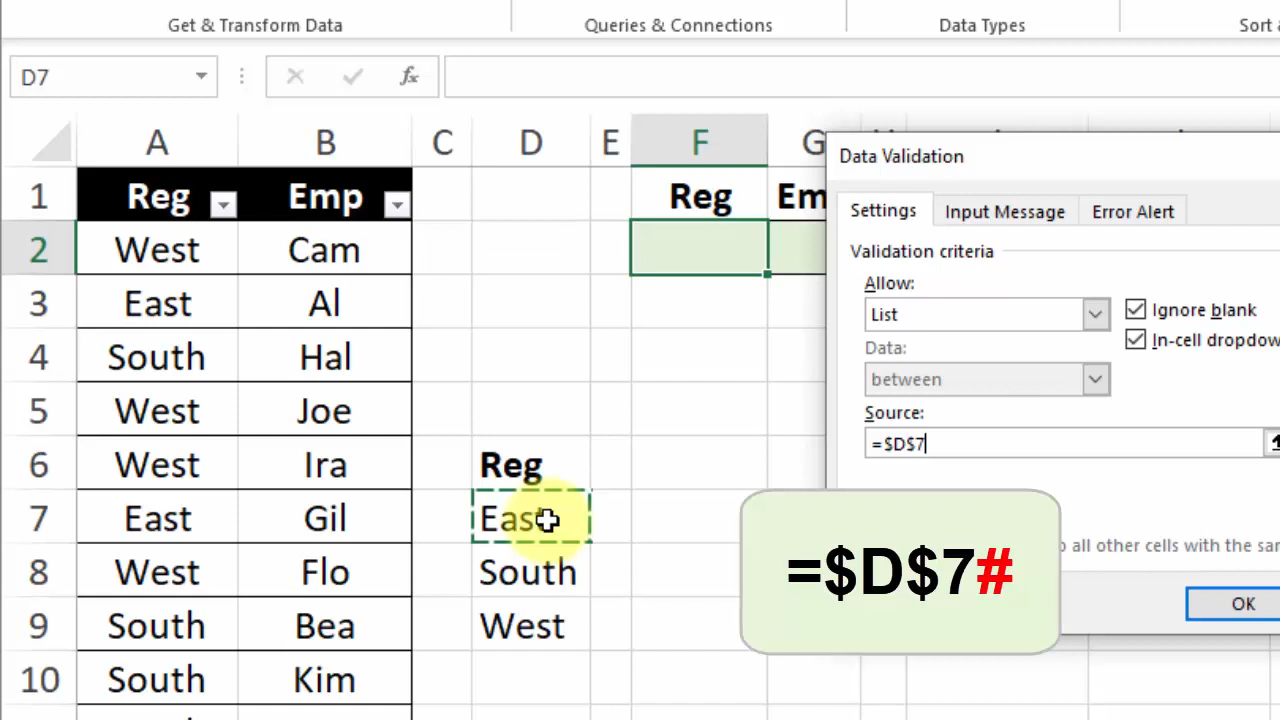 Get & Transform Data
Queries & Connections
Data Types
Sort
D7
fx
A B C D E F G
1 Reg Emp Reg Em
2 West Cam
3 East Al
4 South Hal
5 West Joe
6 West Ira Reg
7 East Gil East
8 West Flo South
9 South Bea West
10 South Kim
Data Validation
Settings Input Message Error Alert
Validation criteria
Allow:
List
Ignore blank
Data:
In-cell dropdow
between
Source:
=$D$7
all other cells with the sa
OK
=$D$7#